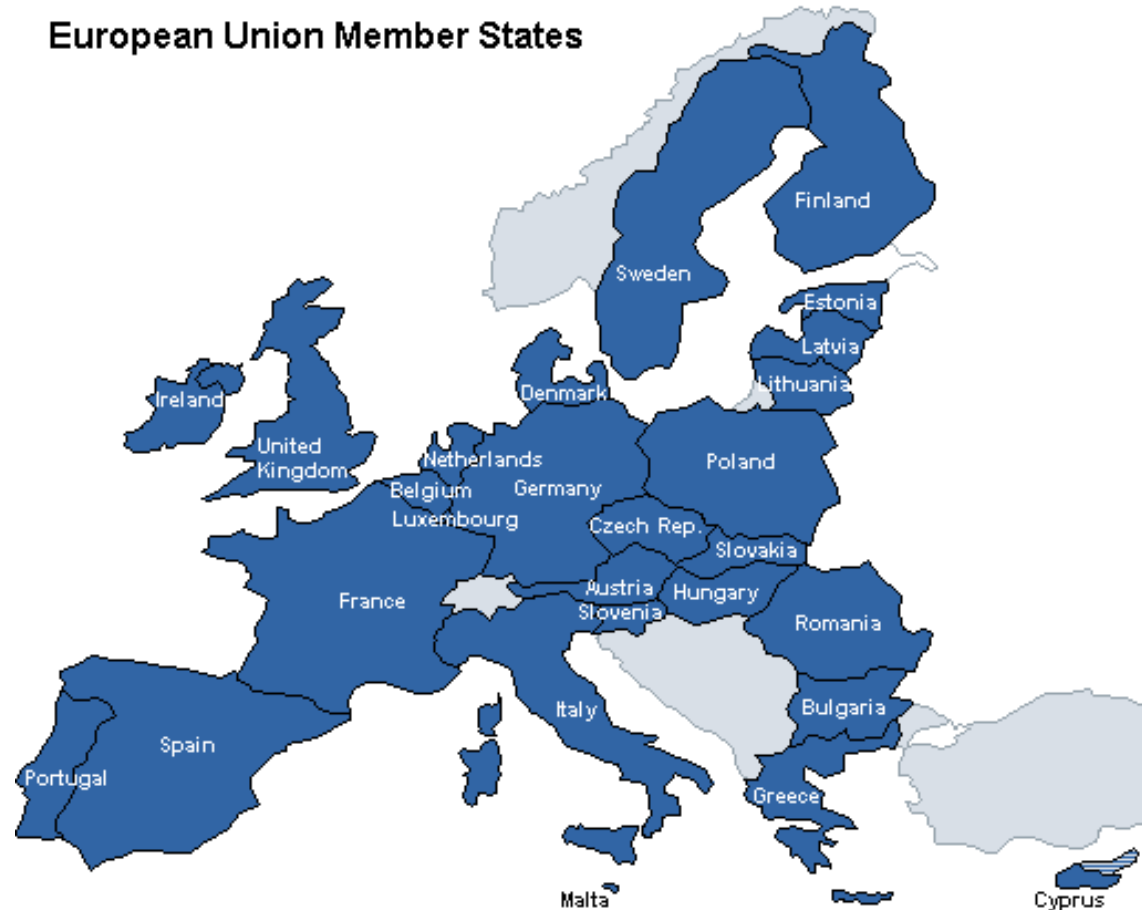 European Union Member States
Finland
Sweden
Estonia
Latvia
Lithuania
Denmark
Ireland
United
Kingdom
Netherlands
Poland
Belgium
Germany
Luxembourg
Czech Rep.
Slovakia
Austria
Hungary
France
Slovenia
Romania
Italy
Bulgaria
Spain
Portugal
Greece
Malta
Cyprus